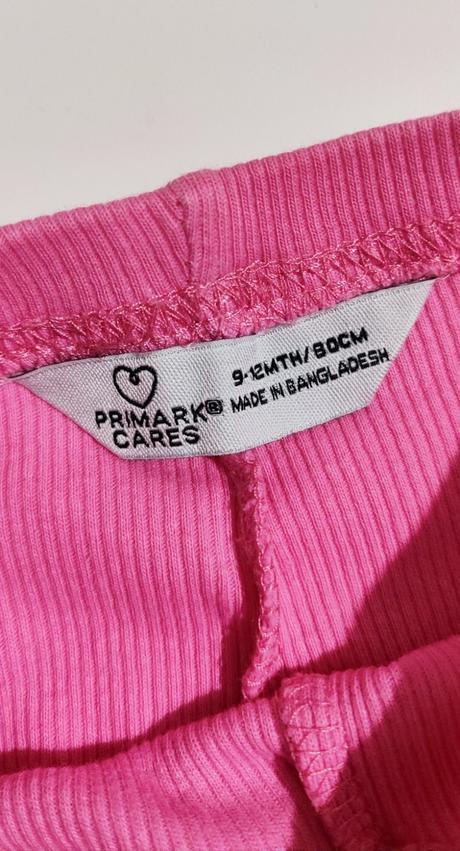 PRIMARK®
CARES
9-12MTH/80CM
MADE IN BANGLADESH